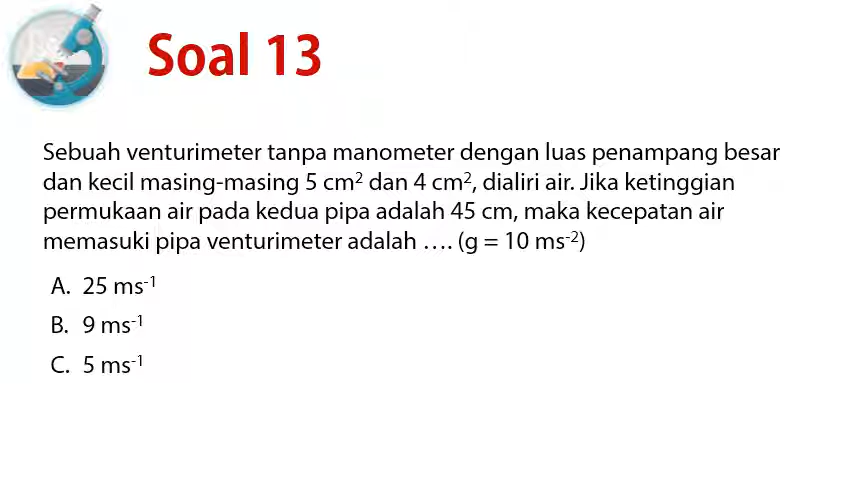 Soal 13
Sebuah venturimeter tanpa manometer dengan luas penampang besar
dan kecil masing-masing 5 cm² dan 4 cm², dialiri air. Jika ketinggian
permukaan air pada kedua pipa adalah 45 cm, maka kecepatan air
memasuki pipa venturimeter adalah …. (g = 10 ms⁻²)
A. 25 ms⁻¹
B. 9 ms⁻¹
C. 5 ms⁻¹